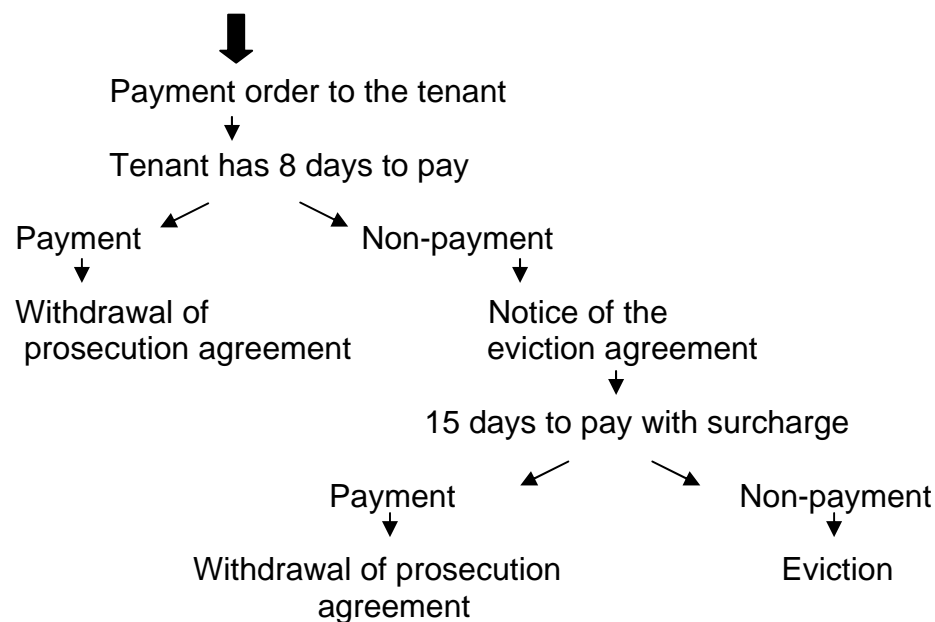 Payment order to the tenant
Tenant has 8 days to pay
Payment
Non-payment
Withdrawal of
prosecution agreement
Notice of the
eviction agreement
15 days to pay with surcharge
Payment
Non-payment
Withdrawal of prosecution
agreement
Eviction